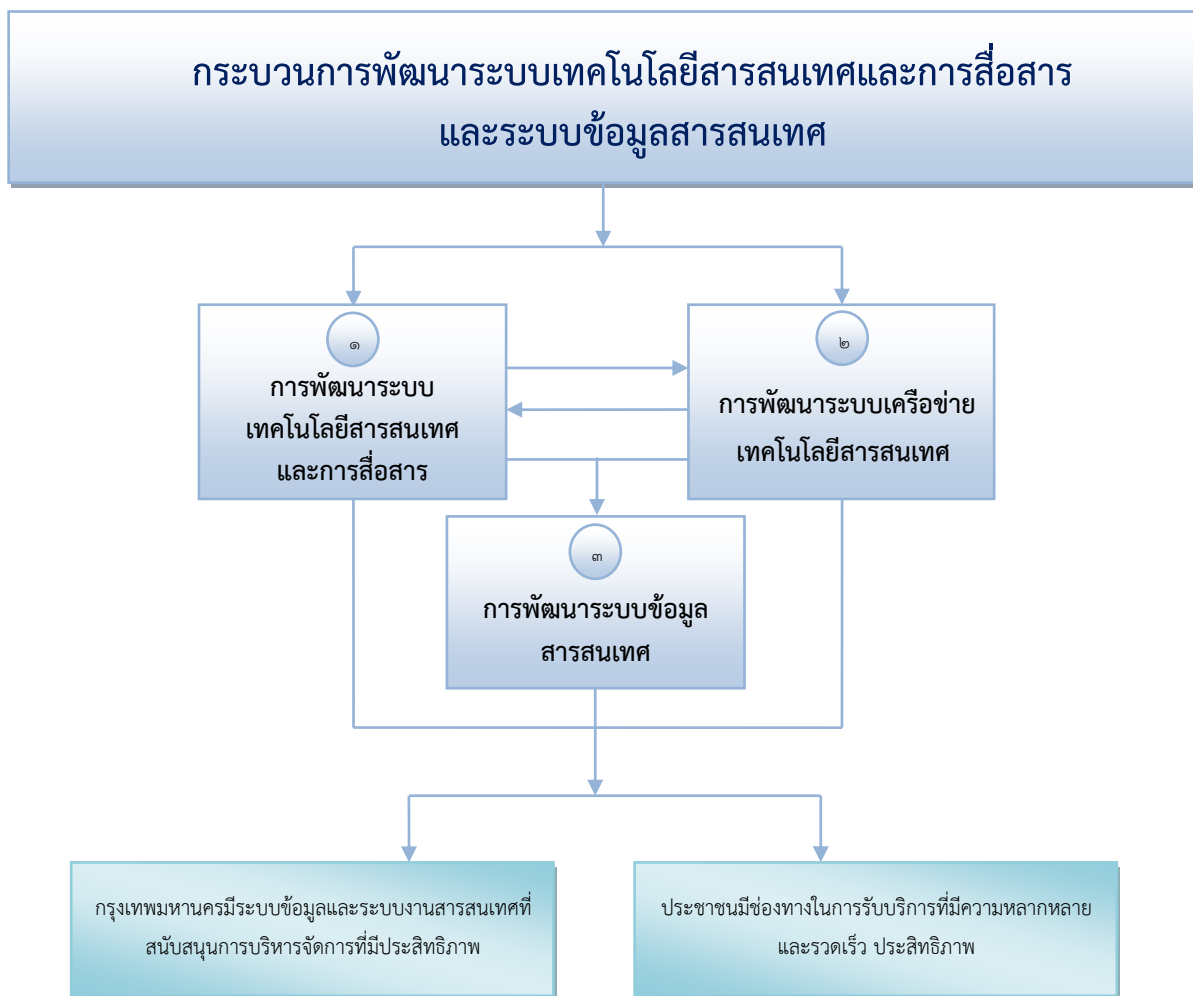 กระบวนการพัฒนาระบบเทคโนโลยีสารสนเทศและการสื่อสาร
และระบบข้อมูลสารสนเทศ
๑
การพัฒนาระบบ
เทคโนโลยีสารสนเทศ
และการสื่อสาร
๒
การพัฒนาระบบเครือข่าย
เทคโนโลยีสารสนเทศ
๓
การพัฒนาระบบข้อมูล
สารสนเทศ
กรุงเทพมหานครมีระบบข้อมูลและระบบงานสารสนเทศที่
สนับสนุนการบริหารจัดการที่มีประสิทธิภาพ
ประชาชนมีช่องทางในการรับบริการที่มีความหลากหลาย
และรวดเร็ว ประสิทธิภาพ